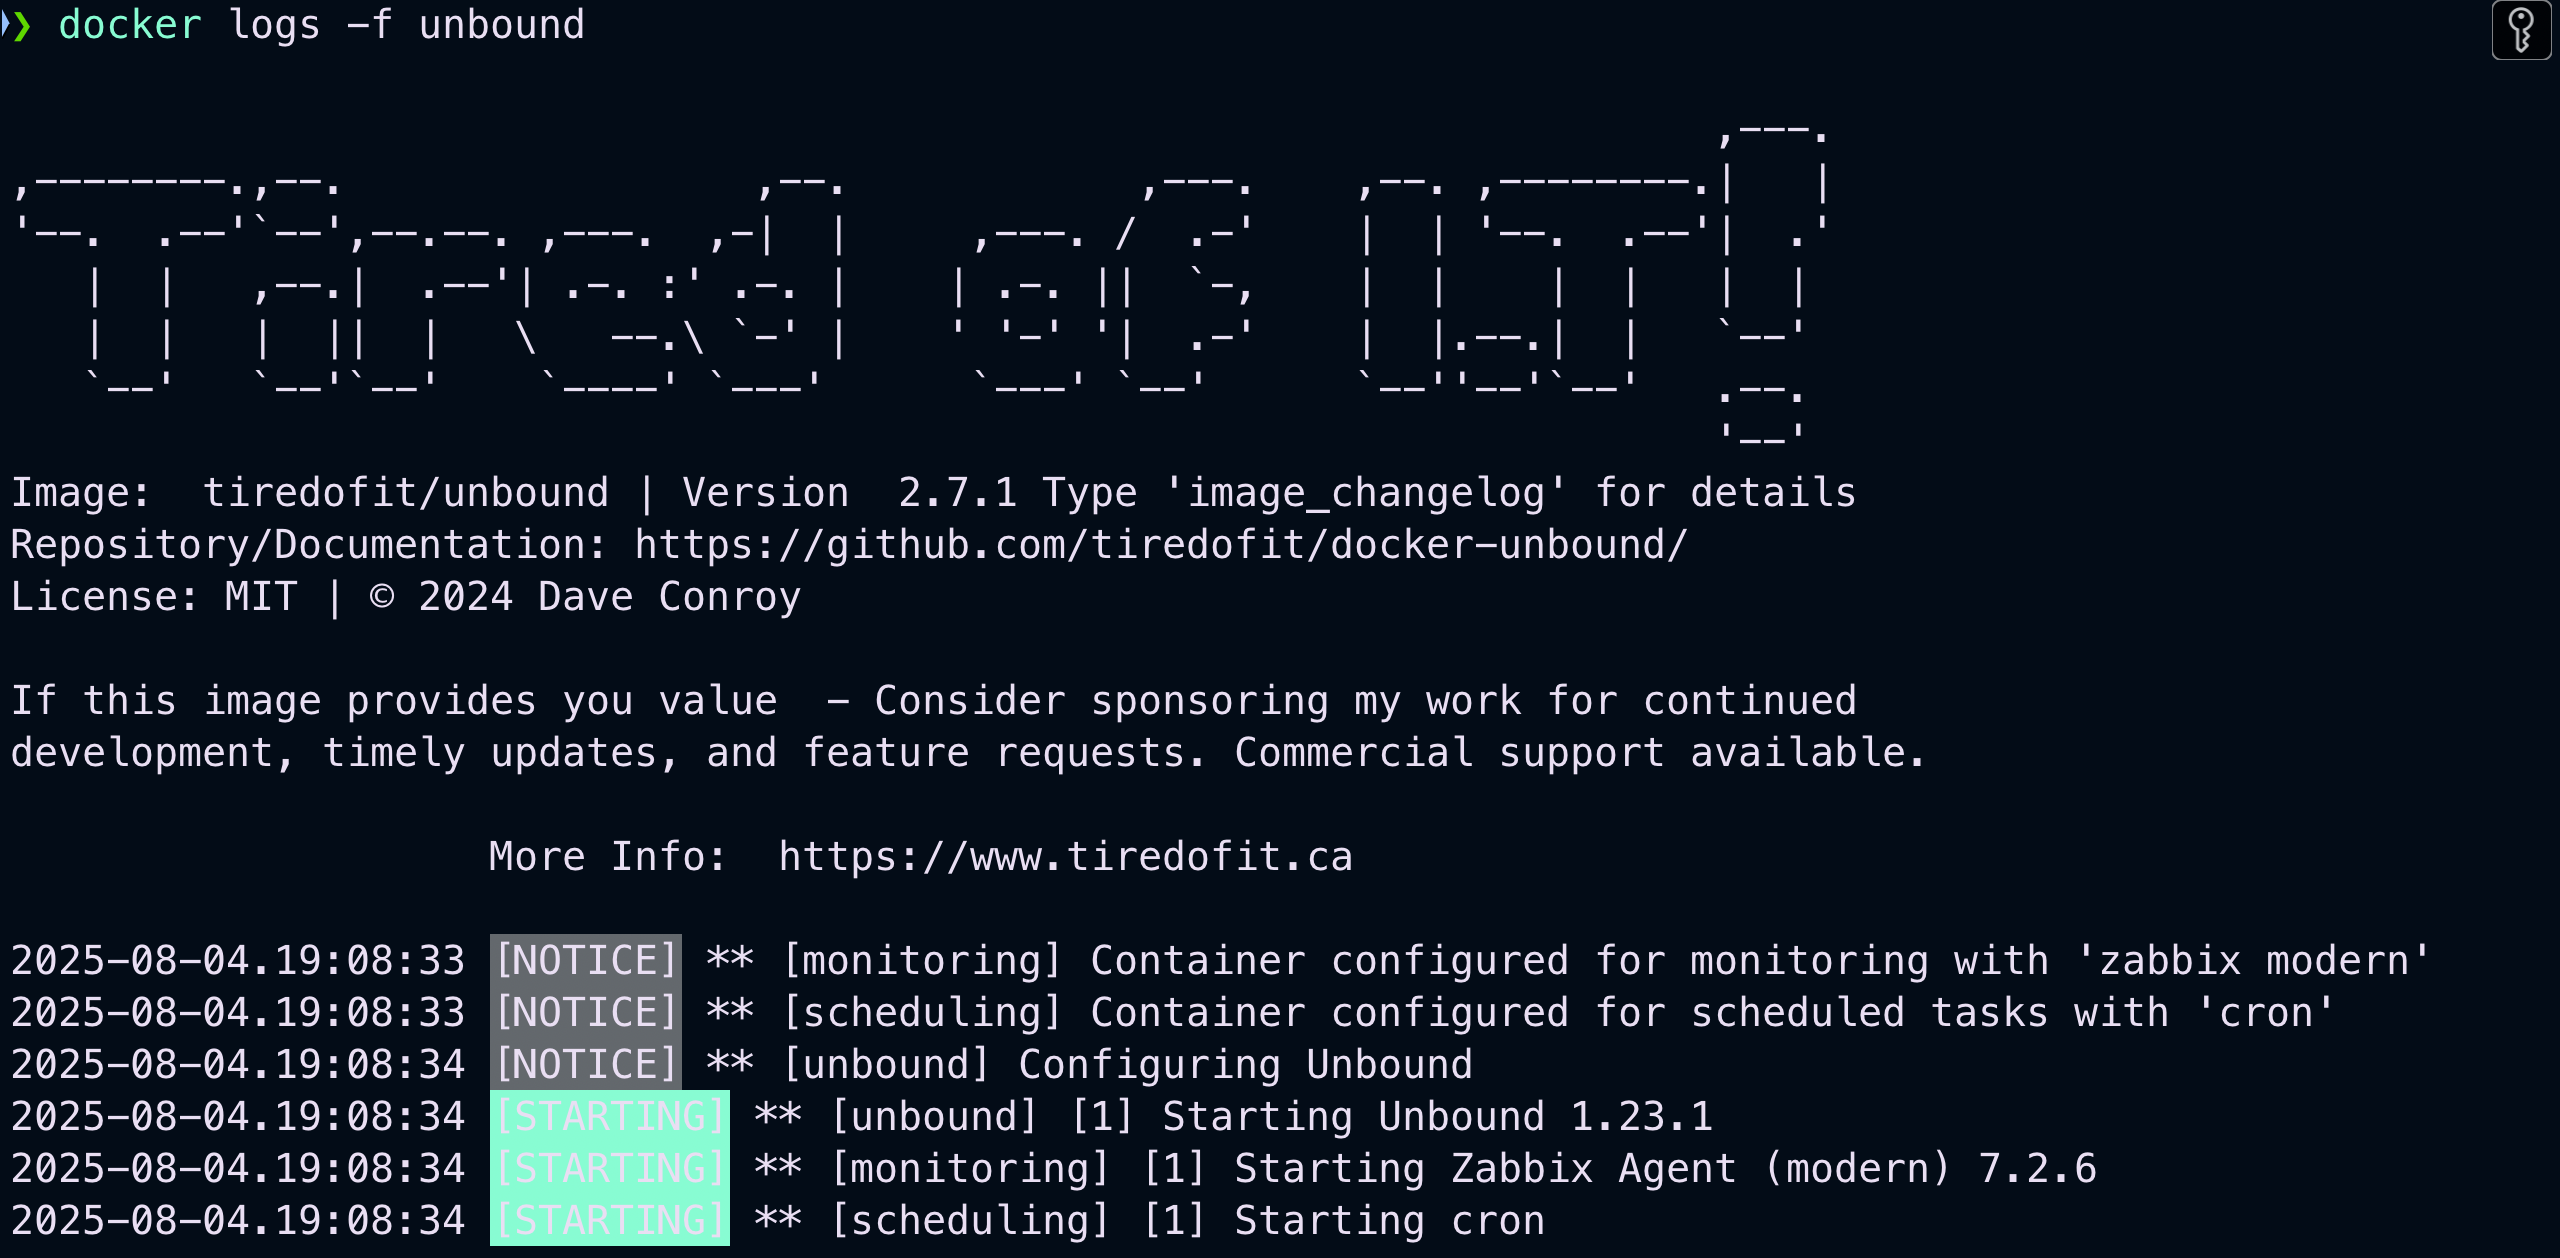 ❯ docker logs -f unbound
                                                                       ,---.
,--------.,--.                 ,--.            ,---.    ,--. ,--------.|   |
'--.  .--'`--',--.--. ,---.  ,-|  |     ,---. /  .-'    |  | '--.  .--'|  .'
   |  |   ,--.|  .--'| .-. :' .-. |    | .-. ||  `-,    |  |    |  |   |  |
   |  |   |  ||  |   \   --.\ `-' |    ' '-' '|  .-'    |  |.--.|  |   `--'
   `--'   `--'`--'    `----' `---'      `---' `--'      `--''--'`--'   .--.
                                                                       '--'
Image:  tiredofit/unbound | Version  2.7.1 Type 'image_changelog' for details
Repository/Documentation: https://github.com/tiredofit/docker-unbound/
License: MIT | © 2024 Dave Conroy
If this image provides you value  - Consider sponsoring my work for continued
development, timely updates, and feature requests. Commercial support available.
More Info:  https://www.tiredofit.ca
2025-08-04.19:08:33 [NOTICE] ** [monitoring] Container configured for monitoring with 'zabbix modern'
2025-08-04.19:08:33 [NOTICE] ** [scheduling] Container configured for scheduled tasks with 'cron'
2025-08-04.19:08:34 [NOTICE] ** [unbound] Configuring Unbound
2025-08-04.19:08:34 [STARTING] ** [unbound] [1] Starting Unbound 1.23.1
2025-08-04.19:08:34 [STARTING] ** [monitoring] [1] Starting Zabbix Agent (modern) 7.2.6
2025-08-04.19:08:34 [STARTING] ** [scheduling] [1] Starting cron